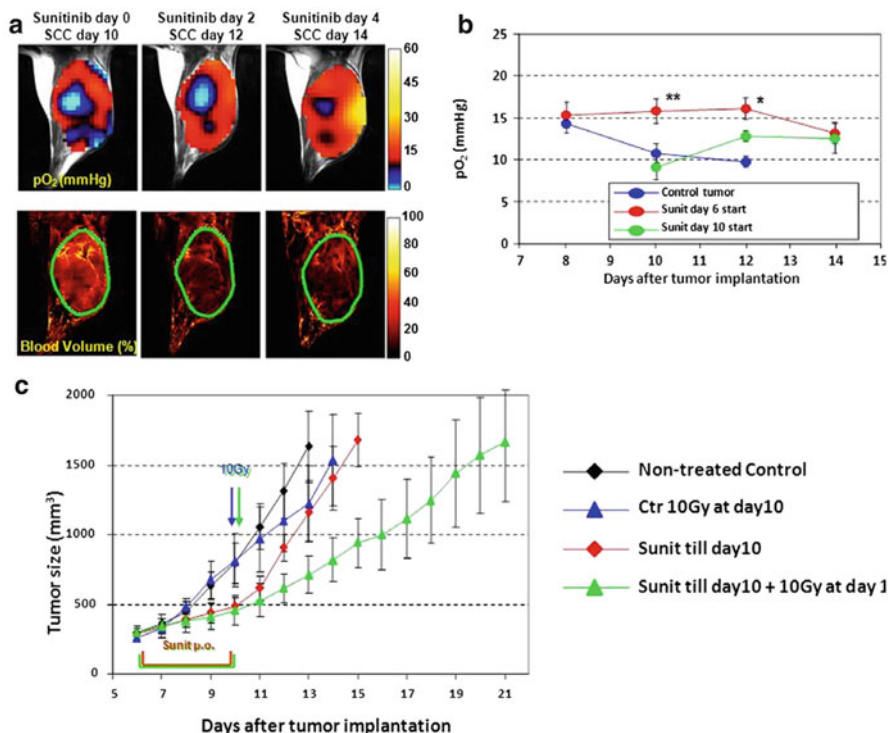 a
Sunitinib day 0
SCC day 10
Sunitinib day 2
SCC day 12
Sunitinib day 4
SCC day 14
60
45
30
15
0
pO2 (mmHg)
100
80
60
40
20
0
Blood Volume (%)
b
25
20
15
10
5
0
pO2 (mmHg)
**
*
Control tumor
Sunit day 6 start
Sunit day 10 start
7 8 9 10 11 12 13 14 15
Days after tumor implantation
c
2000
1500
1000
500
0
Tumor size (mm³)
10Gy
Sunit p.o.
5 7 9 11 13 15 17 19 21
Days after tumor implantation
Non-treated Control
Ctr 10Gy at day10
Sunit till day10
Sunit till day10 + 10Gy at day 1